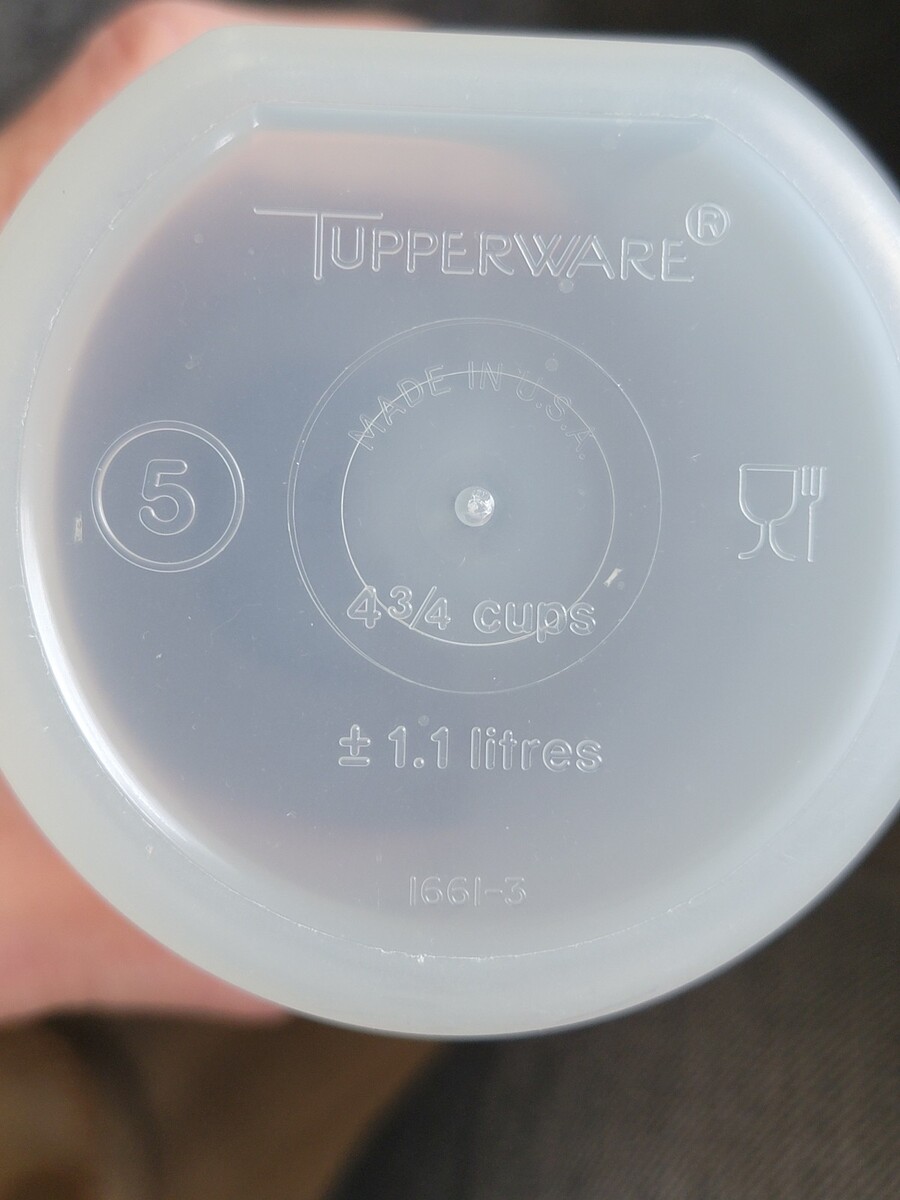 TUPPERWARE®
MADE IN U.S.A.
5
4 3/4 cups
± 1.1 litres
1661-3